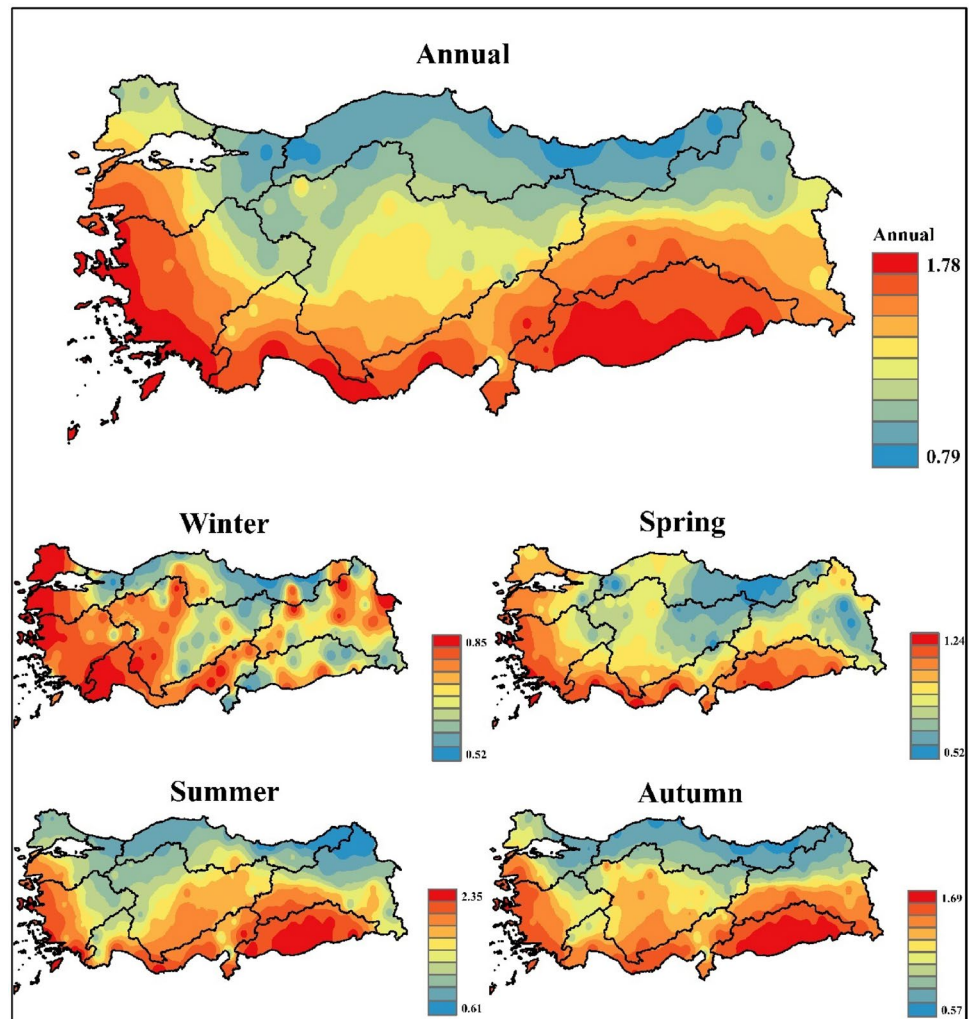 Annual
Annual
1.78
0.79
Winter
Spring
0.85
0.52
1.24
0.52
Summer
Autumn
2.35
0.61
1.69
0.57